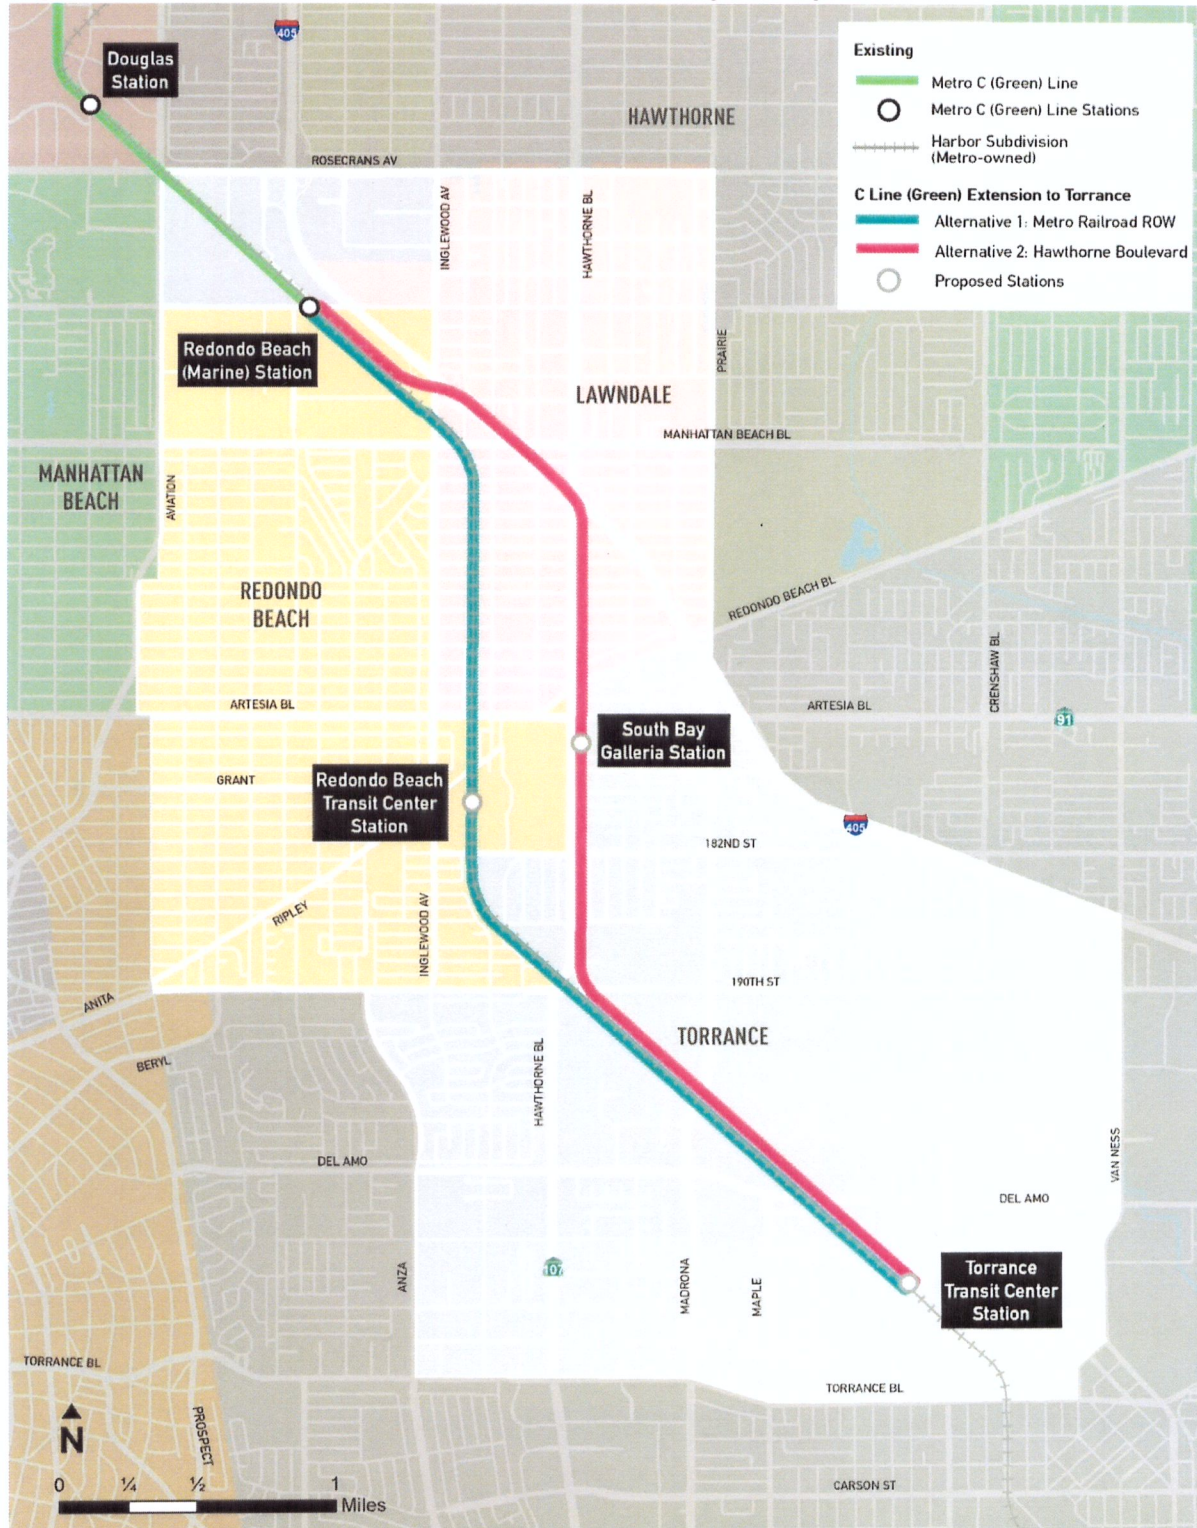 405
Douglas
Station
HAWTHORNE
ROSECRANS AV
Existing
Metro C (Green) Line
Metro C (Green) Line Stations
Harbor Subdivision
(Metro-owned)
C Line (Green) Extension to Torrance
Alternative 1: Metro Railroad ROW
Alternative 2: Hawthorne Boulevard
Proposed Stations
INGLEWOOD AV
HAWTHORNE BL
PRAIRIE
Redondo Beach
(Marine) Station
LAWNDALE
MANHATTAN BEACH BL
MANHATTAN
BEACH
AVIATION
REDONDO
BEACH
REDONDO BEACH BL
CRENSHAW BL
ARTESIA BL
ARTESIA BL
91
South Bay
Galleria Station
GRANT
Redondo Beach
Transit Center
Station
405
182ND ST
RIPLEY
INGLEWOOD AV
190TH ST
ANITA
TORRANCE
BERYL
HAWTHORNE BL
DEL AMO
VAN NESS
DEL AMO
ANZA
107
MADRONA
MAPLE
Torrance
Transit Center
Station
TORRANCE BL
TORRANCE BL
PROSPECT
N
CARSON ST
0 ¼ ½ 1
Miles